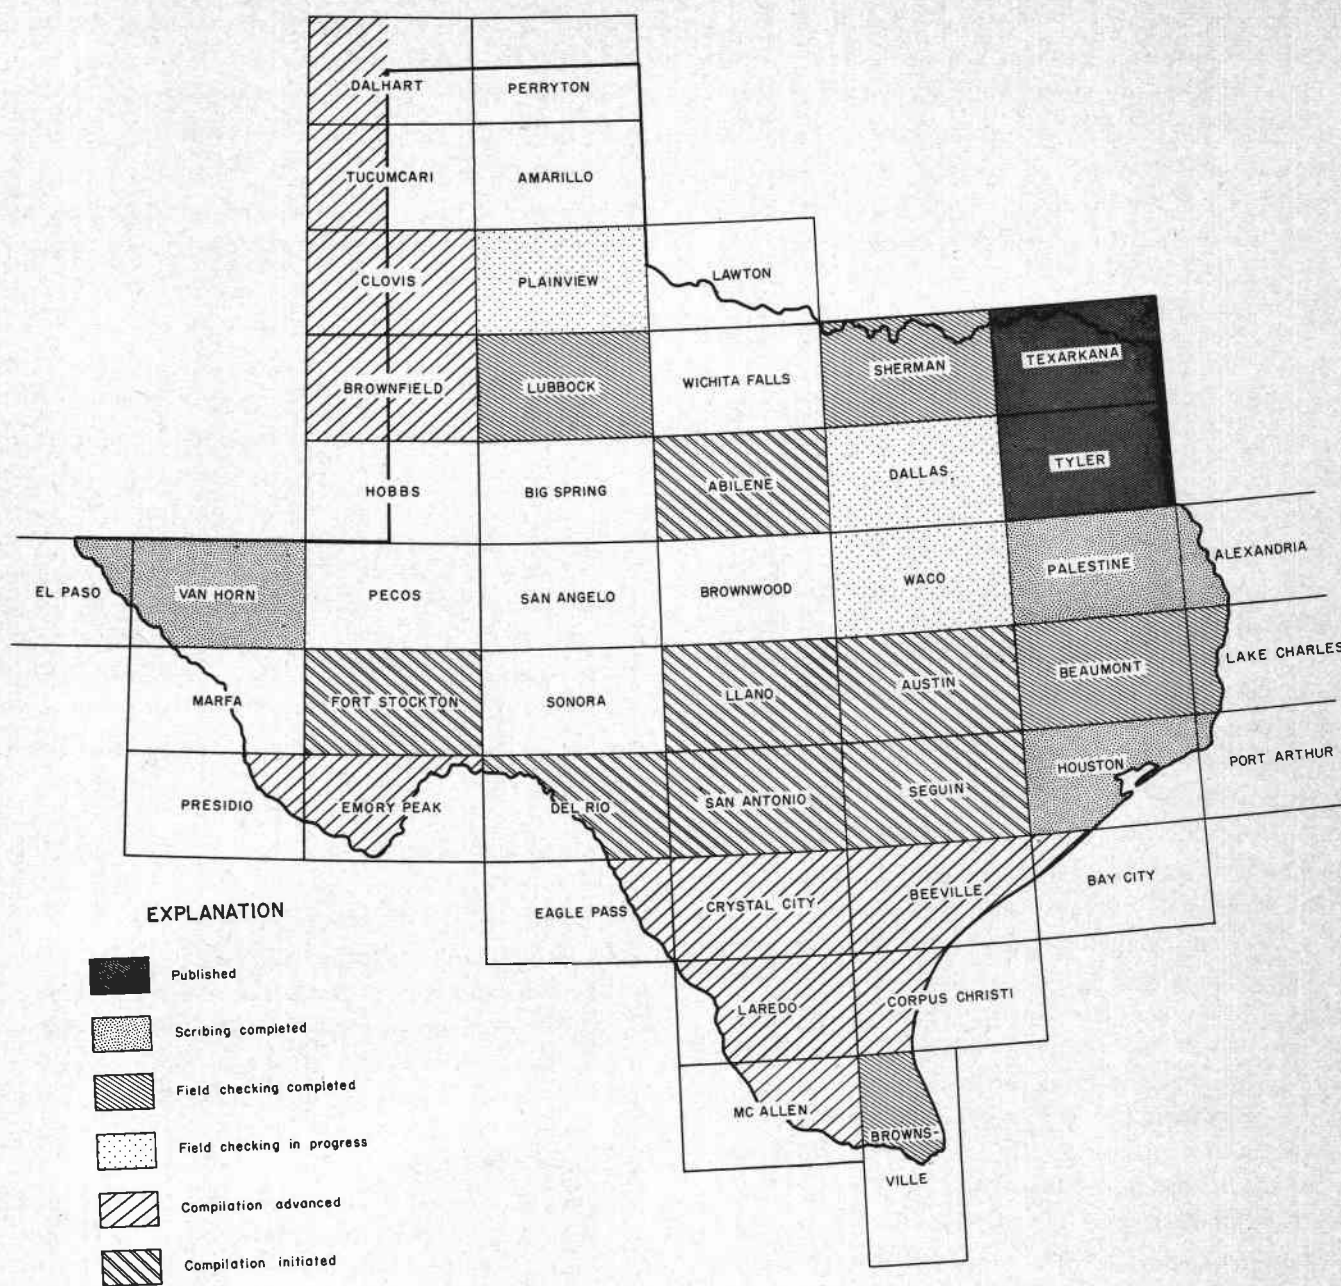 DALHART
PERRYTON
TUCUMCARI
AMARILLO
CLOVIS
PLAINVIEW
LAWTON
BROWNFIELD
LUBBOCK
WICHITA FALLS
SHERMAN
TEXARKANA
HOBBS
BIG SPRING
ABILENE
DALLAS
TYLER
EL PASO
VAN HORN
PECOS
SAN ANGELO
BROWNWOOD
WACO
PALESTINE
ALEXANDRIA
MARFA
FORT STOCKTON
SONORA
LLANO
AUSTIN
BEAUMONT
LAKE CHARLES
PRESIDIO
EMORY PEAK
DEL RIO
SAN ANTONIO
SEGUIN
HOUSTON
PORT ARTHUR
EAGLE PASS
CRYSTAL CITY
BEEVILLE
BAY CITY
LAREDO
CORPUS CHRISTI
MC ALLEN
BROWNS-
VILLE
EXPLANATION
Published
Scribing completed
Field checking completed
Field checking in progress
Compilation advanced
Compilation initiated